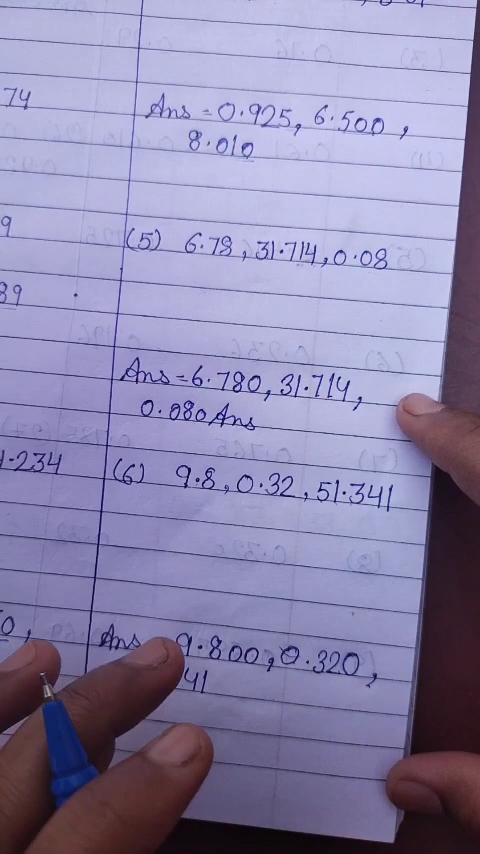 74
Ans = 0.925, 6.500,
8.010
9
(5) 6.78, 31.714, 0.08
89
Ans = 6.780, 31.714,
0.080 Ans
.234
(6) 9.8, 0.32, 51.341
0,
Ans 9.800, 0.320,
41